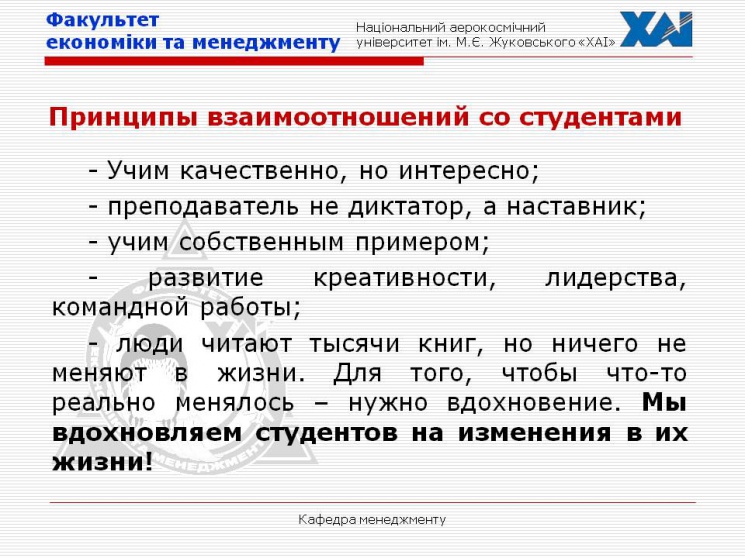 Факультет
економіки та менеджменту
Національний аерокосмічний
університет ім. М.Є. Жуковського «ХАІ»
ХАІ
Принципы взаимоотношений со студентами
- Учим качественно, но интересно;
- преподаватель не диктатор, а наставник;
- учим собственным примером;
- развитие креативности, лидерства,
командной работы;
- люди читают тысячи книг, но ничего не
меняют в жизни. Для того, чтобы что-то
реально менялось – нужно вдохновение. Мы
вдохновляем студентов на изменения в их
жизни!
МЕНЕДЖМЕНТ
Кафедра менеджменту